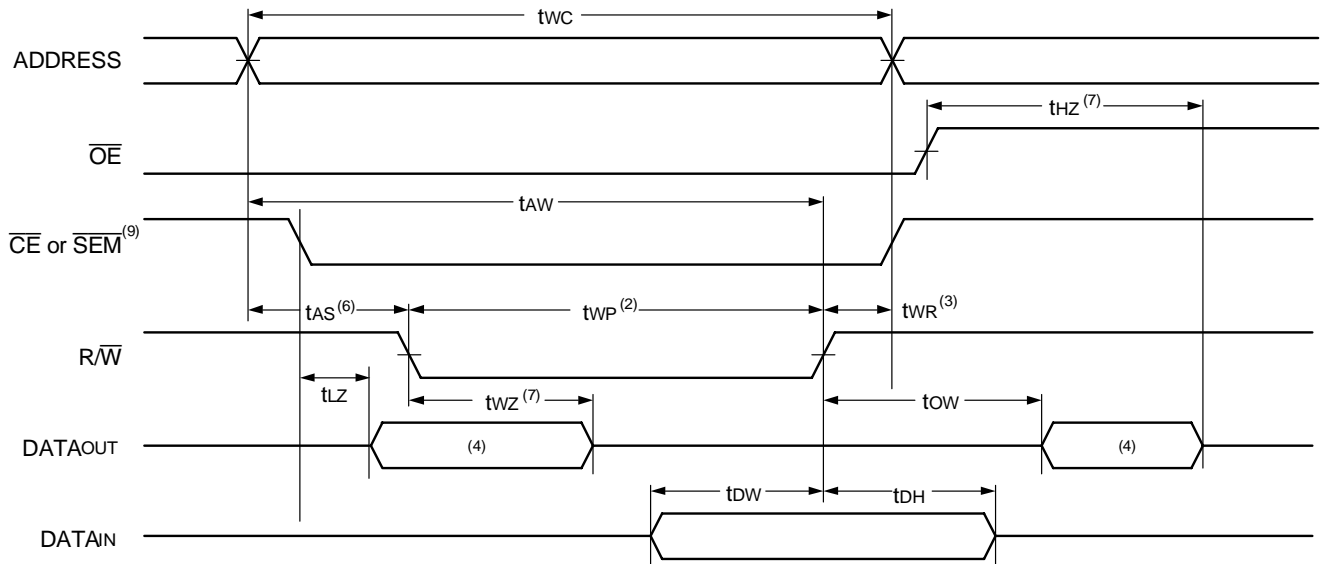 tWC
ADDRESS
tHZ (7)
OE
tAW
CE or SEM (9)
tAS (6) tWP (2) tWR (3)
R/W
tLZ tWZ (7) tOW
DATAOUT (4) (4)
tDW tDH
DATAIN